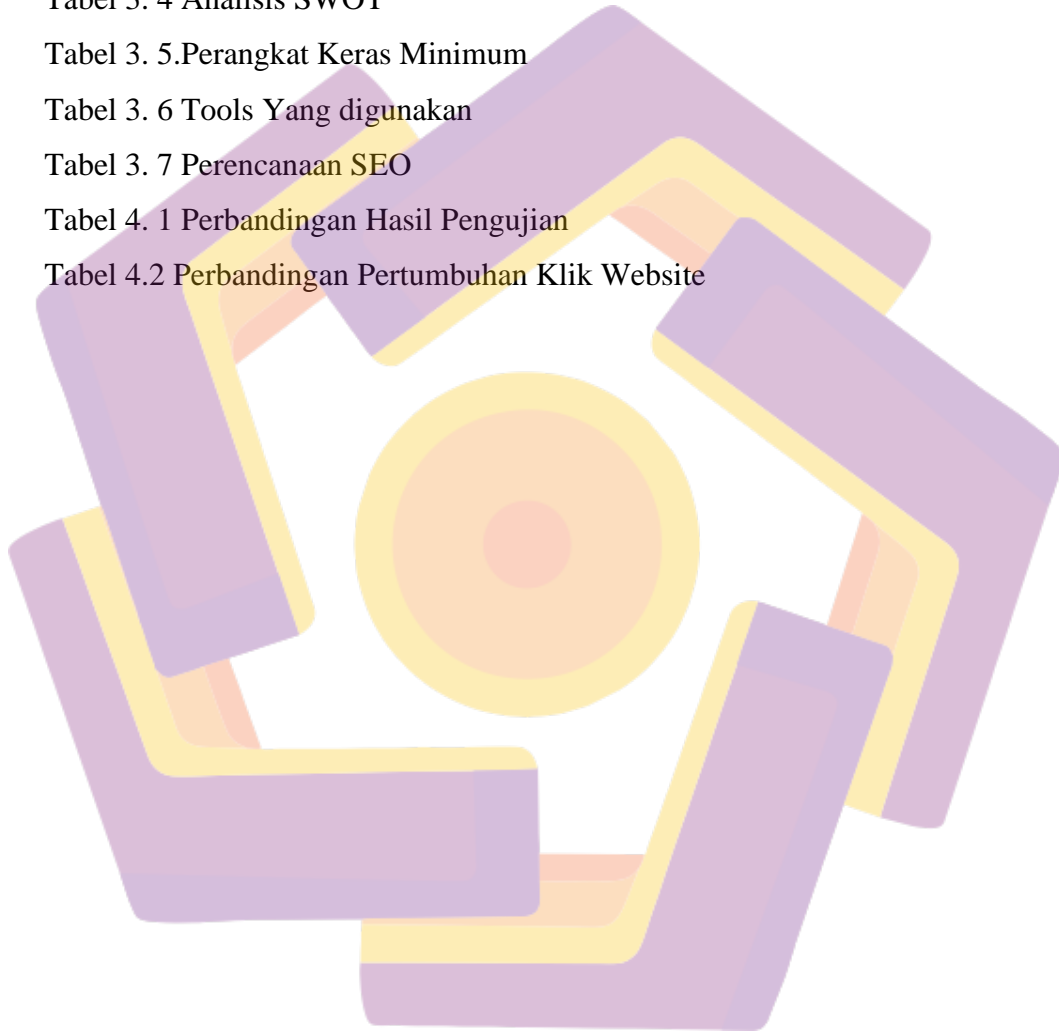 Tabel 3. 4 Analisis SWOT
Tabel 3. 5.Perangkat Keras Minimum
Tabel 3. 6 Tools Yang digunakan
Tabel 3. 7 Perencanaan SEO
Tabel 4. 1 Perbandingan Hasil Pengujian
Tabel 4.2 Perbandingan Pertumbuhan Klik Website